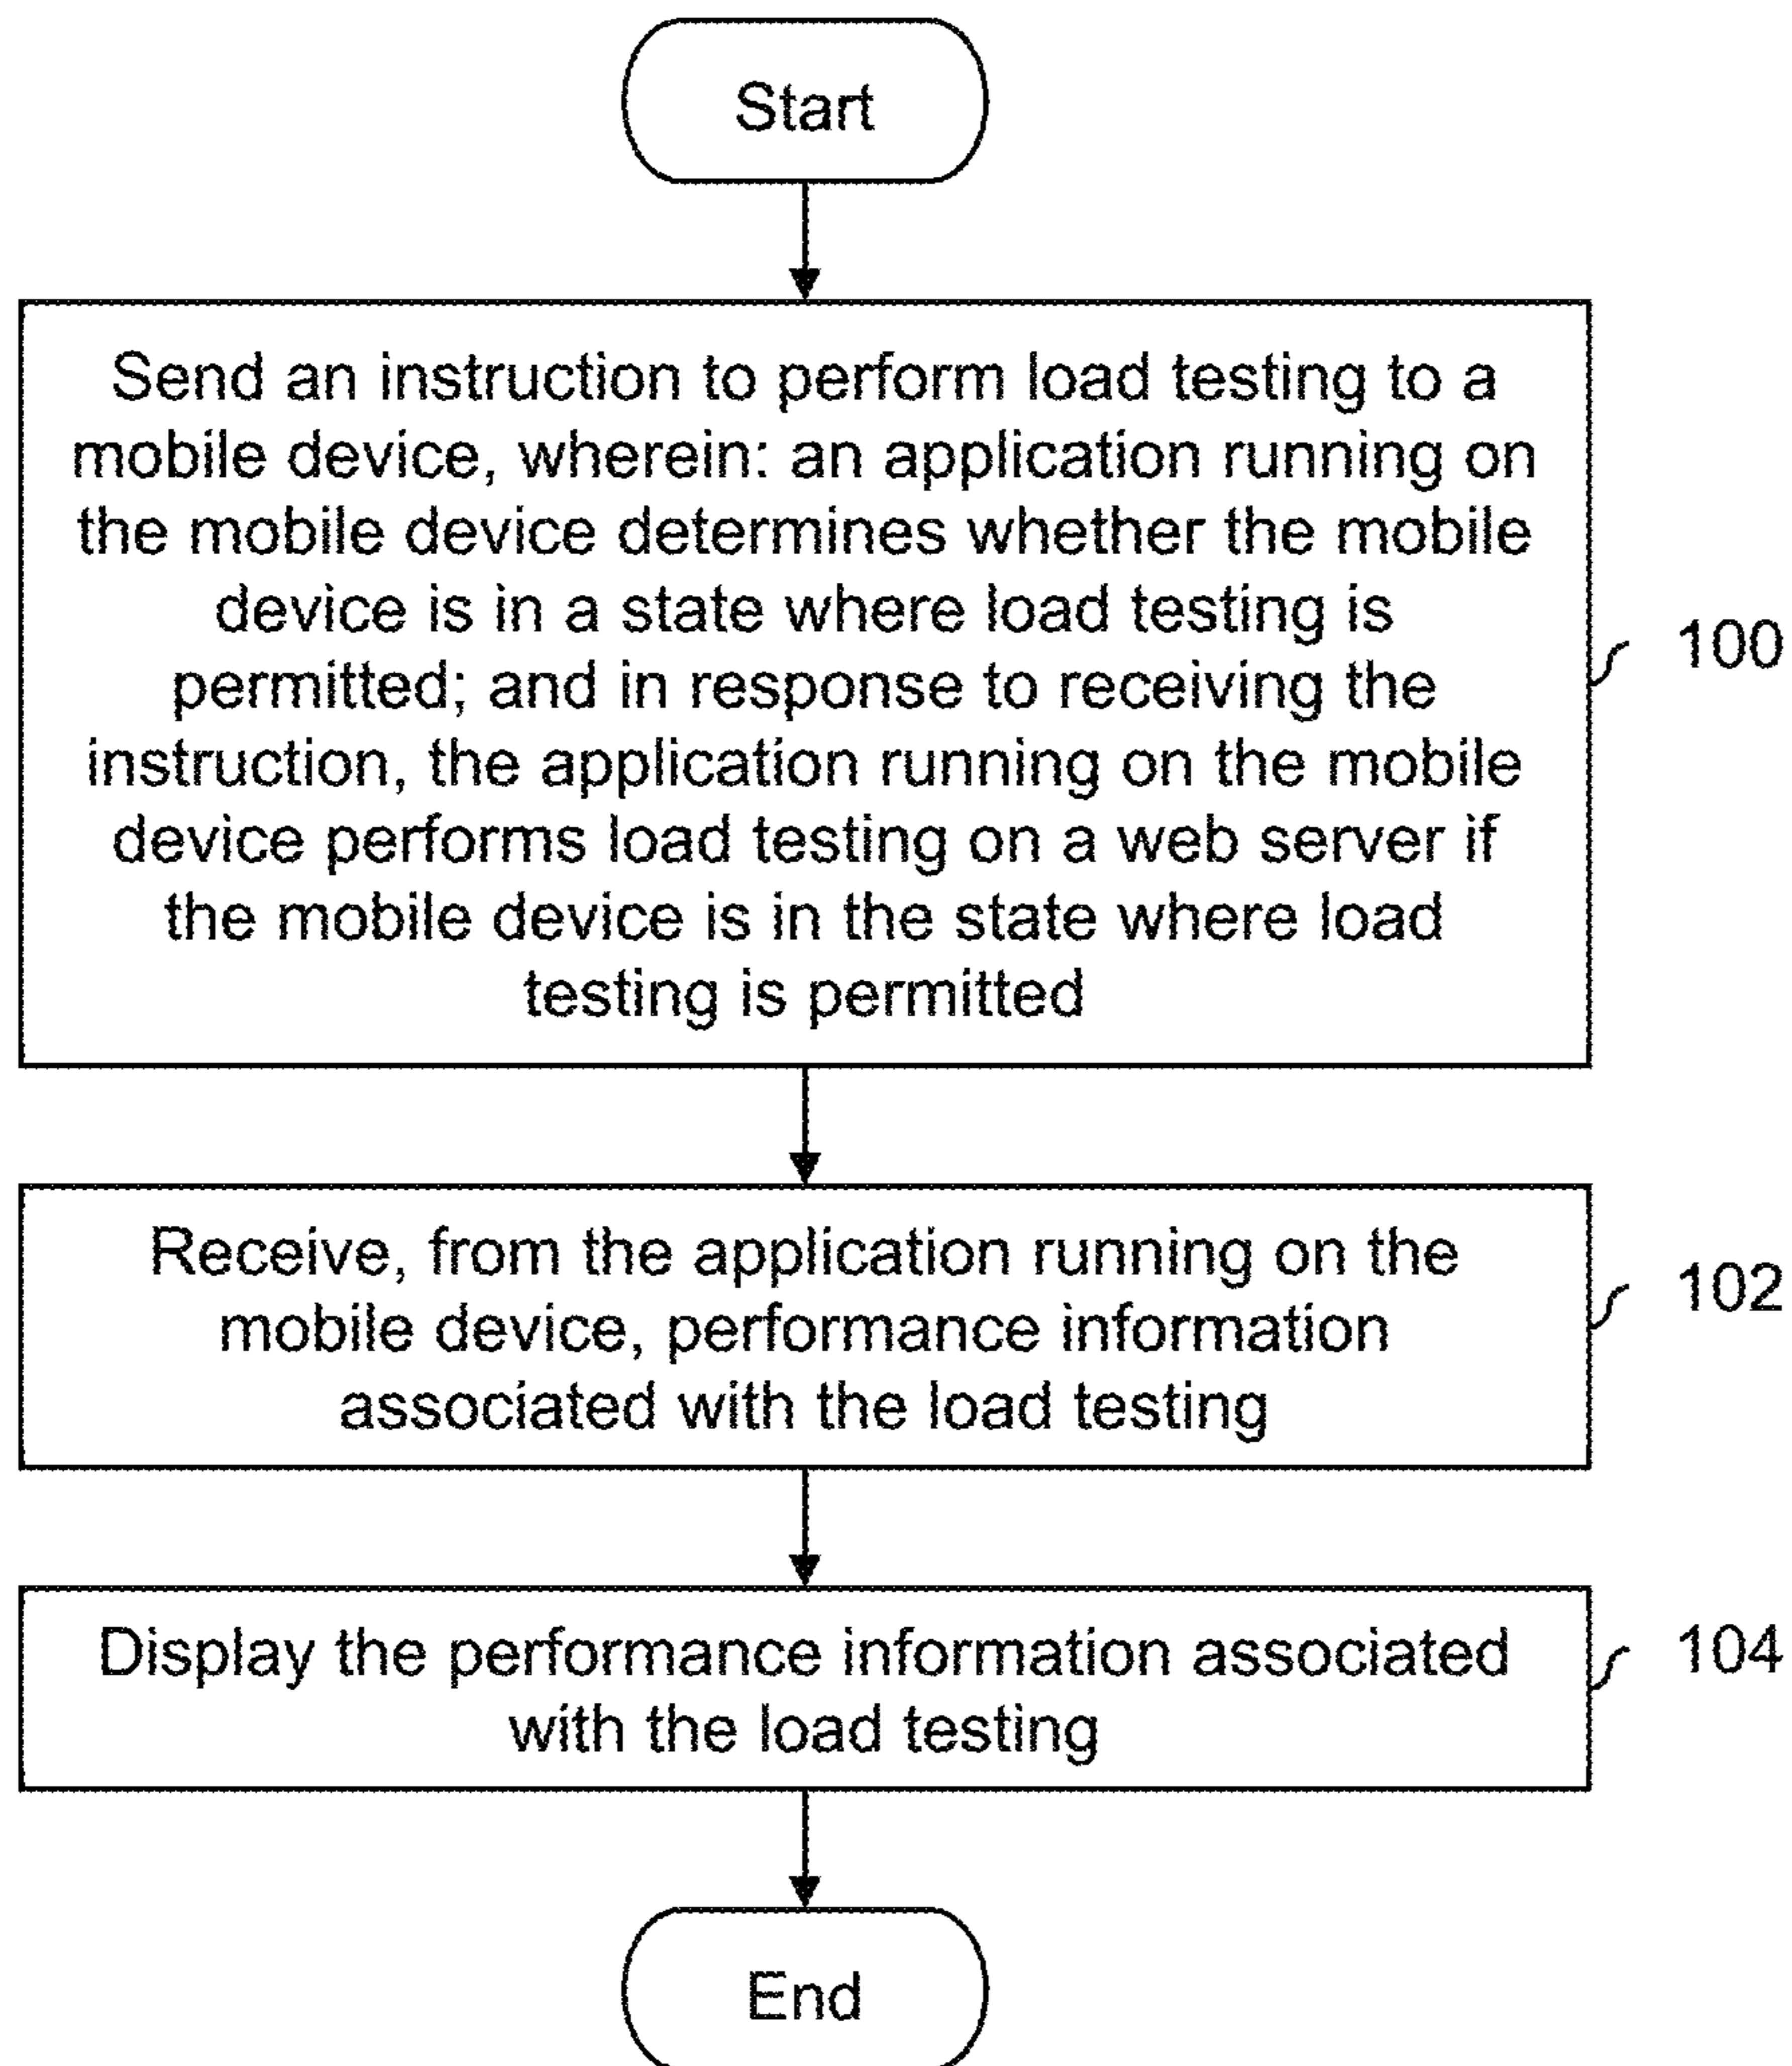 Start
Send an instruction to perform load testing to a
mobile device, wherein: an application running on
the mobile device determines whether the mobile
device is in a state where load testing is
permitted; and in response to receiving the
instruction, the application running on the mobile
device performs load testing on a web server if
the mobile device is in the state where load
testing is permitted
100
Receive, from the application running on the
mobile device, performance information
associated with the load testing
102
Display the performance information associated
with the load testing
104
End